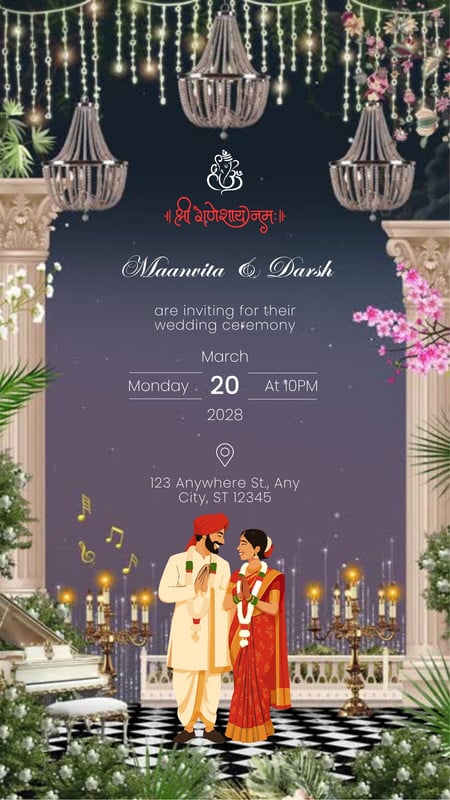 ॥ श्री गणेशाय नमः ॥
Maanvita & Darsh
are inviting for their
wedding ceremony
March
Monday 20 At 10PM
2028
123 Anywhere St., Any
City, ST 12345